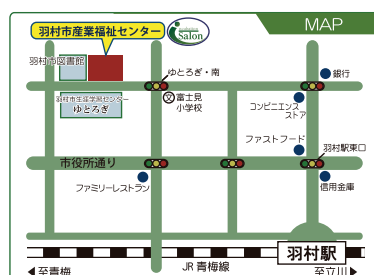 MAP
羽村市産業福祉センター
Salon
羽村市図書館
ゆとろぎ・南
銀行
羽村市生涯学習センター
ゆとろぎ
文 富士見
小学校
コンビニエンス
ストア
ファストフード
羽村駅東口
市役所通り
ファミリーレストラン
信用金庫
羽村駅
至青梅
JR 青梅線
至立川